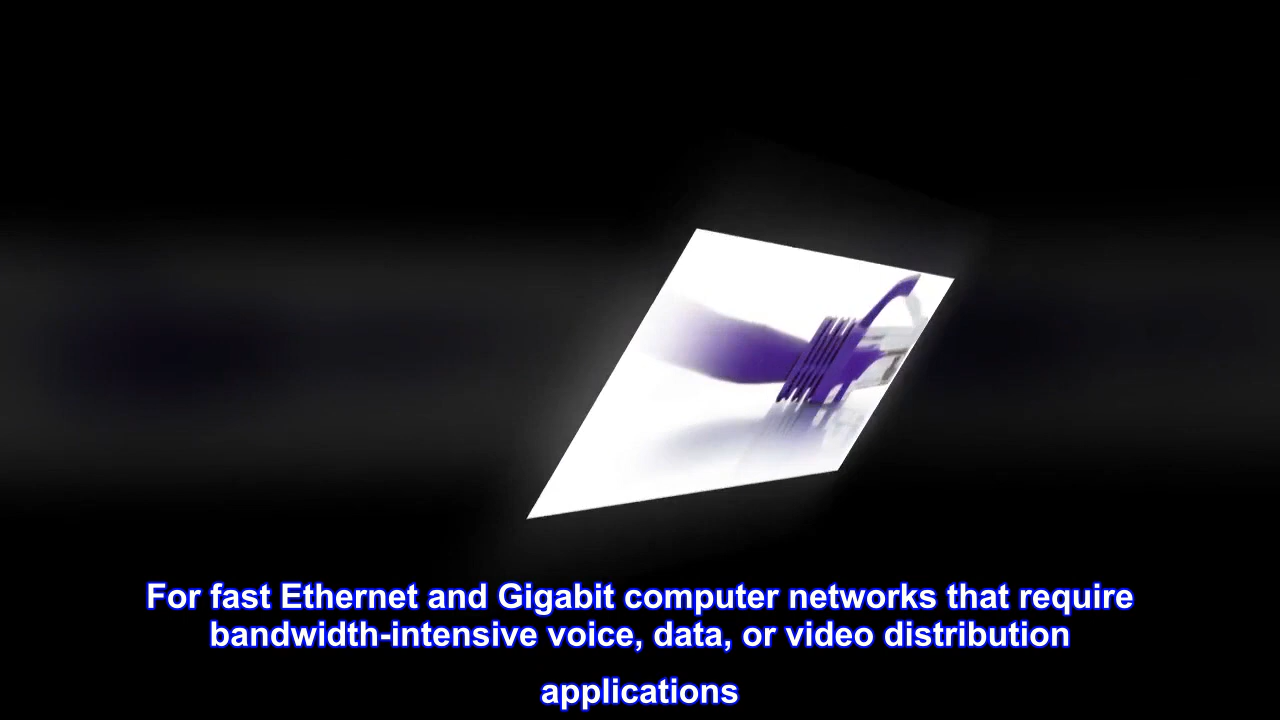 For fast Ethernet and Gigabit computer networks that require
bandwidth-intensive voice, data, or video distribution
applications